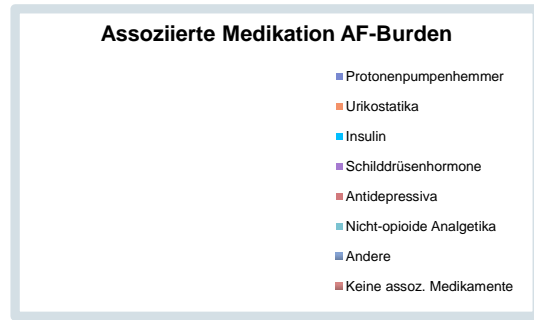 Assoziierte Medikation AF-Burden
Protonenpumpenhemmer
Urikostatika
Insulin
Schilddrüsenhormone
Antidepressiva
Nicht-opioide Analgetika
Andere
Keine assoz. Medikamente